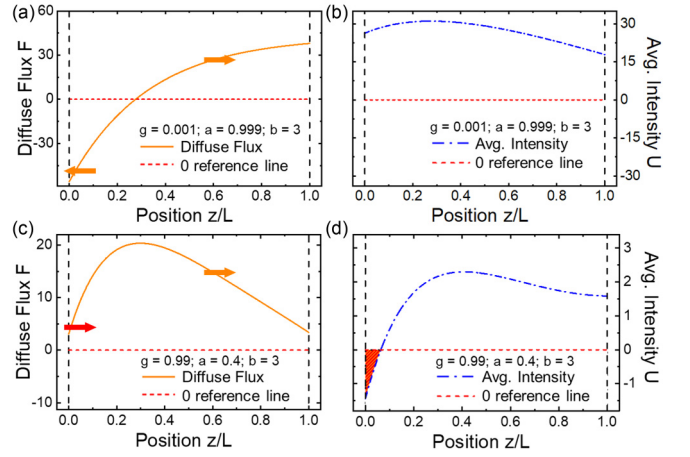 (a)
60
30
0
-30
Diffuse Flux F
g = 0.001; a = 0.999; b = 3
Diffuse Flux
0 reference line
0.0 0.2 0.4 0.6 0.8 1.0
Position z/L
(b)
30
15
0
-15
-30
Avg. Intensity U
g = 0.001; a = 0.999; b = 3
Avg. Intensity
0 reference line
0.0 0.2 0.4 0.6 0.8 1.0
Position z/L
(c)
20
10
0
-10
Diffuse Flux F
g = 0.99; a = 0.4; b = 3
Diffuse Flux
0 reference line
0.0 0.2 0.4 0.6 0.8 1.0
Position z/L
(d)
3
2
1
0
-1
Avg. Intensity U
g = 0.99; a = 0.4; b = 3
Avg. Intensity
0 reference line
0.0 0.2 0.4 0.6 0.8 1.0
Position z/L